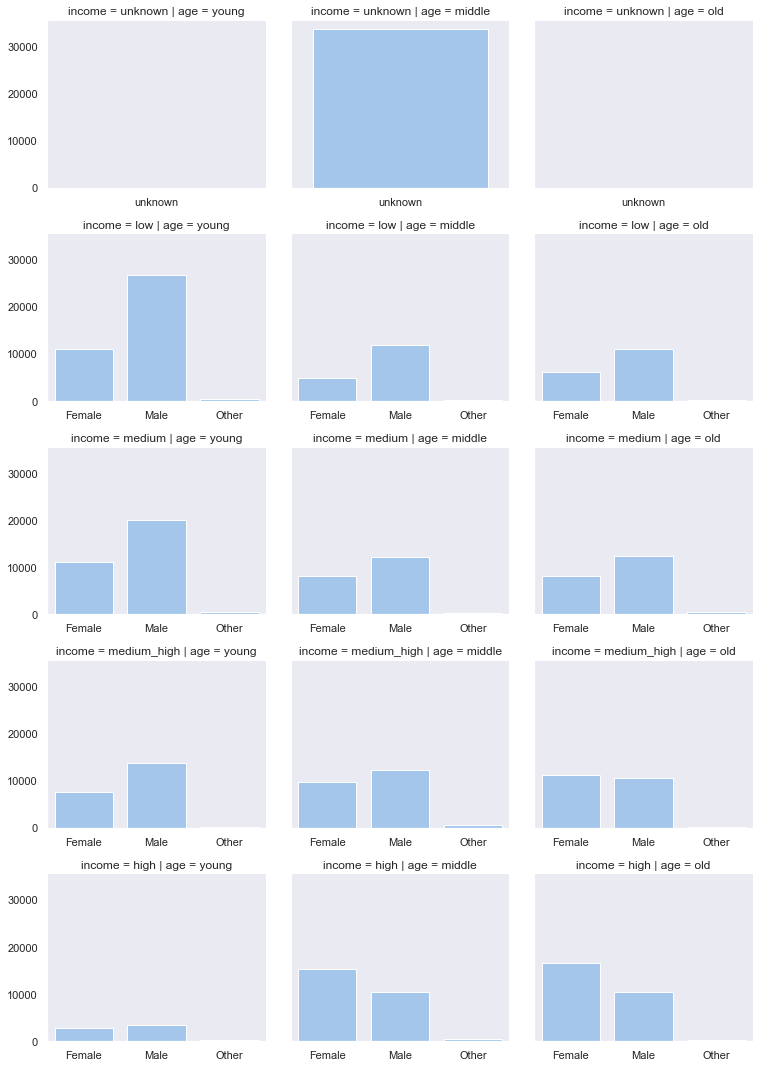 income = unknown | age = young income = unknown | age = middle income = unknown | age = old
30000
20000
10000
0
unknown unknown unknown
income = low | age = young income = low | age = middle income = low | age = old
30000
20000
10000
0
Female Male Other Female Male Other Female Male Other
income = medium | age = young income = medium | age = middle income = medium | age = old
30000
20000
10000
0
Female Male Other Female Male Other Female Male Other
income = medium_high | age = young income = medium_high | age = middle income = medium_high | age = old
30000
20000
10000
0
Female Male Other Female Male Other Female Male Other
income = high | age = young income = high | age = middle income = high | age = old
30000
20000
10000
0
Female Male Other Female Male Other Female Male Other